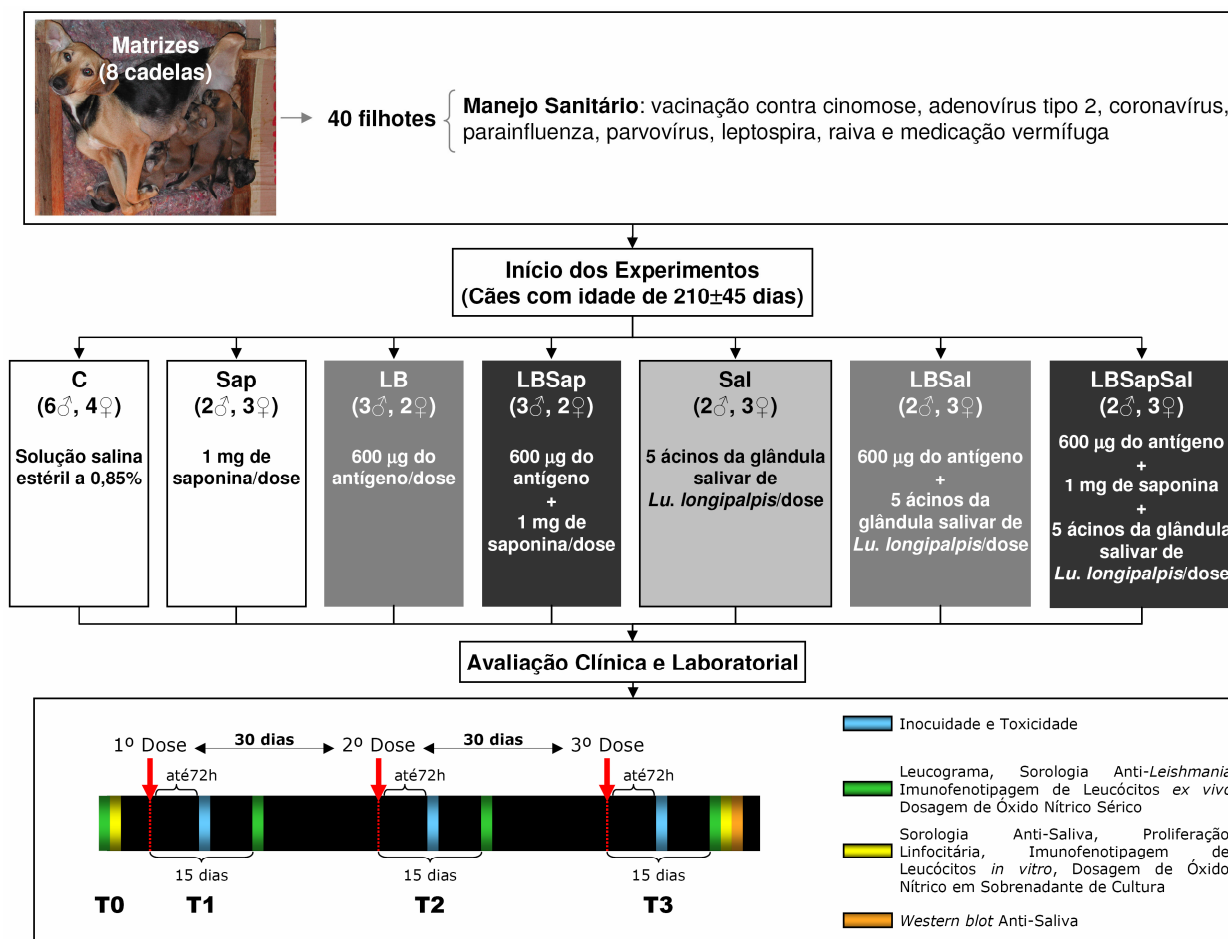 Matrizes
(8 cadelas)
40 filhotes
Manejo Sanitário: vacinação contra cinomose, adenovírus tipo 2, coronavírus,
parainfluenza, parvovírus, leptospira, raiva e medicação vermífuga
Início dos Experimentos
(Cães com idade de 210±45 dias)
C
(6♂, 4♀)
Solução salina
estéril a 0,85%
Sap
(2♂, 3♀)
1 mg de
saponina/dose
LB
(3♂, 2♀)
600 µg do
antígeno/dose
LBSap
(3♂, 2♀)
600 µg do
antígeno
+
1 mg de
saponina/dose
Sal
(2♂, 3♀)
5 ácinos da glândula
salivar de
Lu. longipalpis/dose
LBSal
(2♂, 3♀)
600 µg do antígeno
+
5 ácinos da
glândula salivar de
Lu. longipalpis/dose
LBSapSal
(2♂, 3♀)
600 µg do antígeno
+
1 mg de saponina
+
5 ácinos da glândula
salivar de
Lu. longipalpis/dose
Avaliação Clínica e Laboratorial
1º Dose 30 dias 2º Dose 30 dias 3º Dose
até72h até72h até72h
15 dias 15 dias 15 dias
T0 T1 T2 T3
Inocuidade e Toxicidade
Leucograma, Sorologia Anti-Leishmania
Imunofenotipagem de Leucócitos ex vivo
Dosagem de Óxido Nítrico Sérico
Sorologia Anti-Saliva, Proliferação
Linfocitária, Imunofenotipagem de
Leucócitos in vitro, Dosagem de Óxido
Nítrico em Sobrenadante de Cultura
Western blot Anti-Saliva